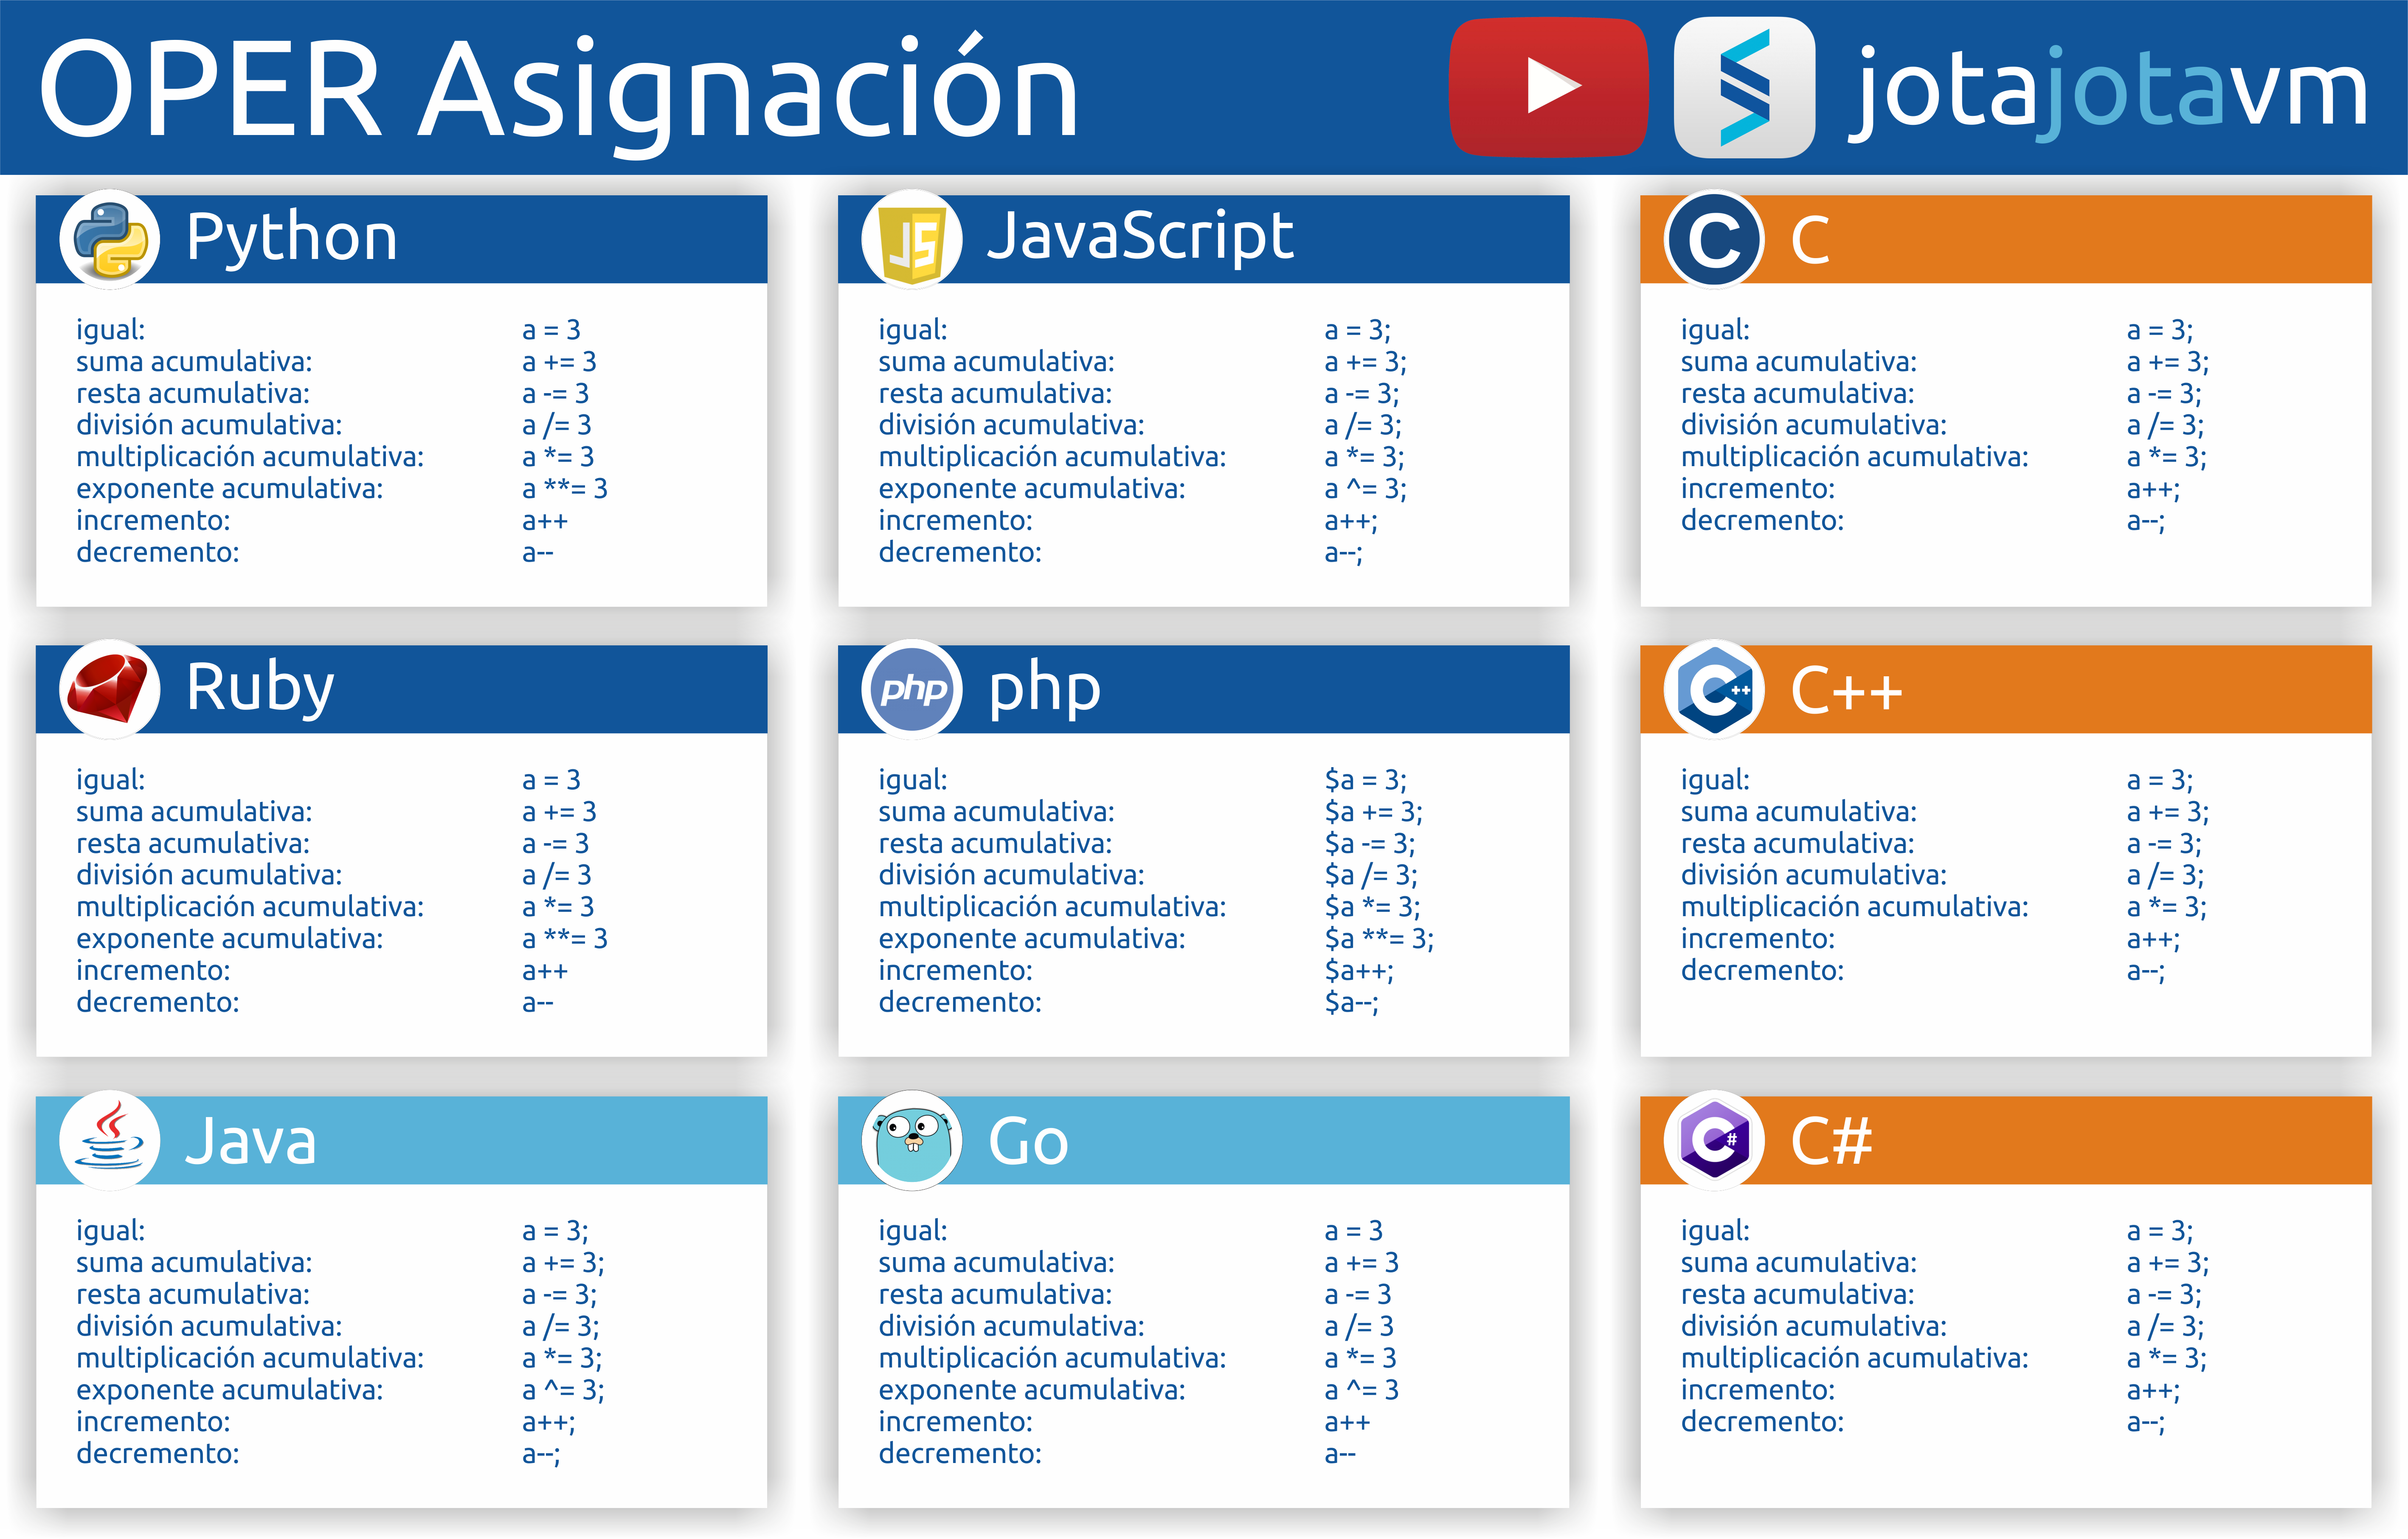 OPER Asignación
jotajotavm
Python
igual: a = 3
suma acumulativa: a += 3
resta acumulativa: a -= 3
división acumulativa: a /= 3
multiplicación acumulativa: a *= 3
exponente acumulativa: a **= 3
incremento: a++
decremento: a--
JS
JavaScript
igual: a = 3;
suma acumulativa: a += 3;
resta acumulativa: a -= 3;
división acumulativa: a /= 3;
multiplicación acumulativa: a *= 3;
exponente acumulativa: a ^= 3;
incremento: a++;
decremento: a--;
C
C
igual: a = 3;
suma acumulativa: a += 3;
resta acumulativa: a -= 3;
división acumulativa: a /= 3;
multiplicación acumulativa: a *= 3;
incremento: a++;
decremento: a--;
Ruby
igual: a = 3
suma acumulativa: a += 3
resta acumulativa: a -= 3
división acumulativa: a /= 3
multiplicación acumulativa: a *= 3
exponente acumulativa: a **= 3
incremento: a++
decremento: a--
php
php
igual: $a = 3;
suma acumulativa: $a += 3;
resta acumulativa: $a -= 3;
división acumulativa: $a /= 3;
multiplicación acumulativa: $a *= 3;
exponente acumulativa: $a **= 3;
incremento: $a++;
decremento: $a--;
C++
C++
igual: a = 3;
suma acumulativa: a += 3;
resta acumulativa: a -= 3;
división acumulativa: a /= 3;
multiplicación acumulativa: a *= 3;
incremento: a++;
decremento: a--;
Java
igual: a = 3;
suma acumulativa: a += 3;
resta acumulativa: a -= 3;
división acumulativa: a /= 3;
multiplicación acumulativa: a *= 3;
exponente acumulativa: a ^= 3;
incremento: a++;
decremento: a--;
Go
igual: a = 3
suma acumulativa: a += 3
resta acumulativa: a -= 3
división acumulativa: a /= 3
multiplicación acumulativa: a *= 3
exponente acumulativa: a ^= 3
incremento: a++
decremento: a--
C#
C#
igual: a = 3;
suma acumulativa: a += 3;
resta acumulativa: a -= 3;
división acumulativa: a /= 3;
multiplicación acumulativa: a *= 3;
incremento: a++;
decremento: a--;